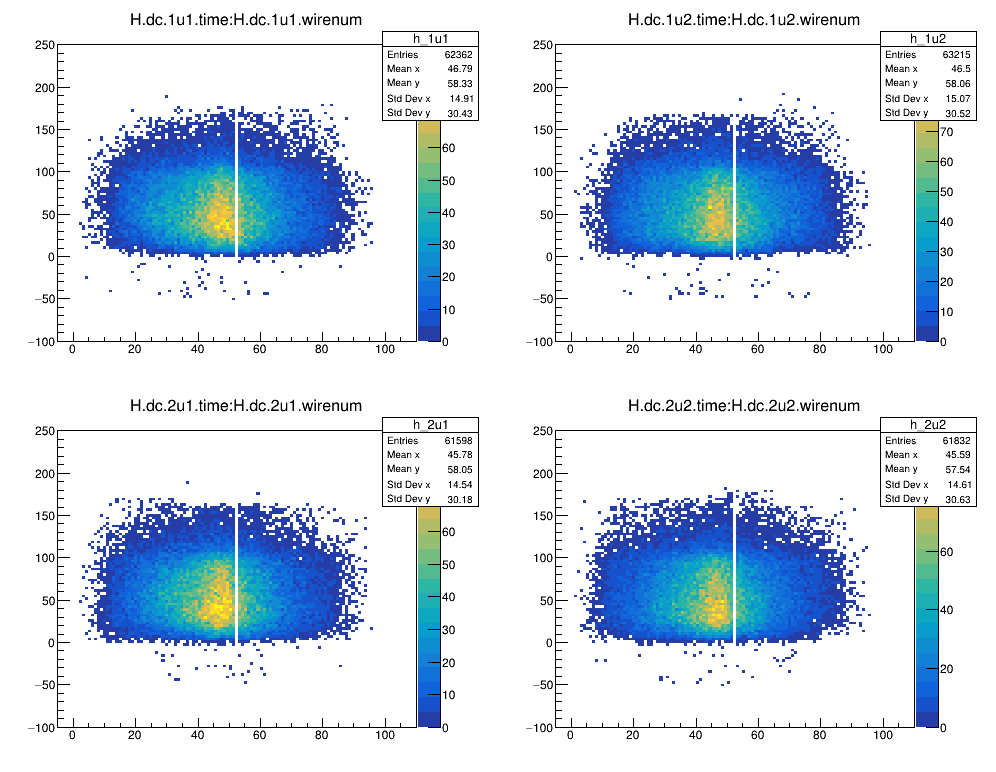 H.dc.1u1.time:H.dc.1u1.wirenum
h_1u1
Entries 62362
Mean x 46.79
Mean y 58.33
Std Dev x 14.91
Std Dev y 30.43
250
200
150
100
50
0
−50
−100
0 20 40 60 80 100
60
50
40
30
20
10
0
H.dc.1u2.time:H.dc.1u2.wirenum
h_1u2
Entries 63215
Mean x 46.5
Mean y 58.06
Std Dev x 15.07
Std Dev y 30.52
250
200
150
100
50
0
−50
−100
0 20 40 60 80 100
70
60
50
40
30
20
10
0
H.dc.2u1.time:H.dc.2u1.wirenum
h_2u1
Entries 61598
Mean x 45.78
Mean y 58.05
Std Dev x 14.54
Std Dev y 30.18
250
200
150
100
50
0
−50
−100
0 20 40 60 80 100
60
50
40
30
20
10
0
H.dc.2u2.time:H.dc.2u2.wirenum
h_2u2
Entries 61832
Mean x 45.59
Mean y 57.54
Std Dev x 14.61
Std Dev y 30.63
250
200
150
100
50
0
−50
−100
0 20 40 60 80 100
60
40
20
0